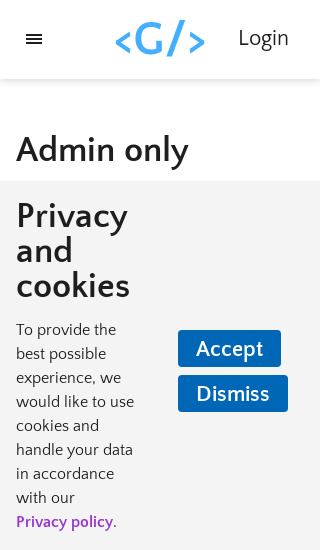 <G/>
Login
Admin only
Privacy
and
cookies
To provide the
best possible
experience, we
would like to use
cookies and
handle your data
in accordance
with our
Privacy policy.
Accept
Dismiss